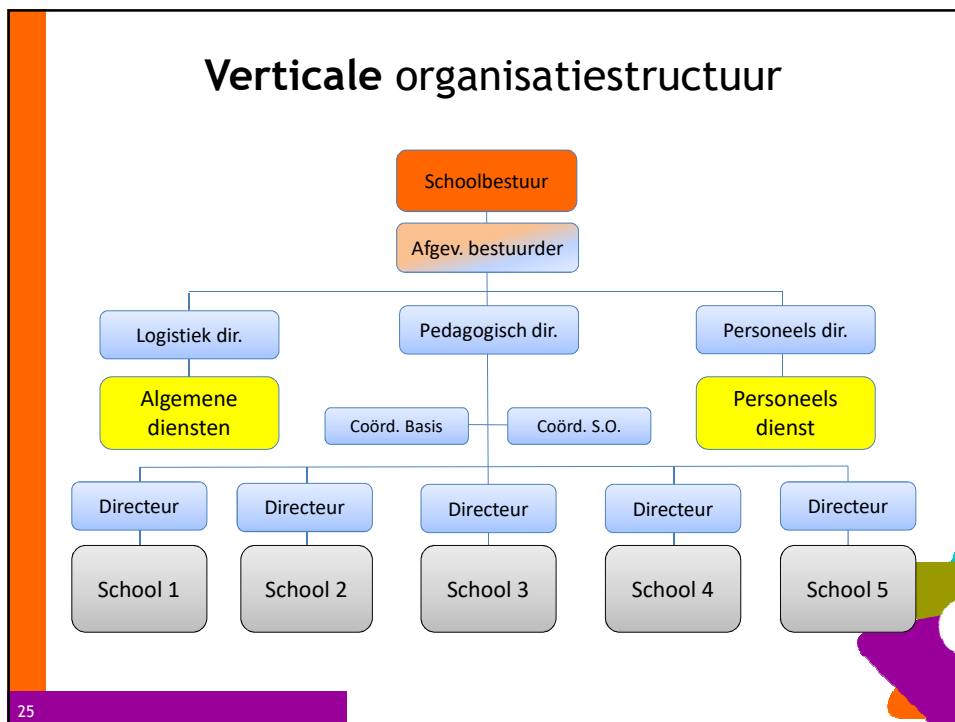 Verticale organisatiestructuur
Schoolbestuur
Afgev. bestuurder
Logistiek dir.
Pedagogisch dir.
Personeels dir.
Algemene
diensten
Personeels
dienst
Coörd. Basis
Coörd. S.O.
Directeur
Directeur
Directeur
Directeur
Directeur
School 1
School 2
School 3
School 4
School 5
25